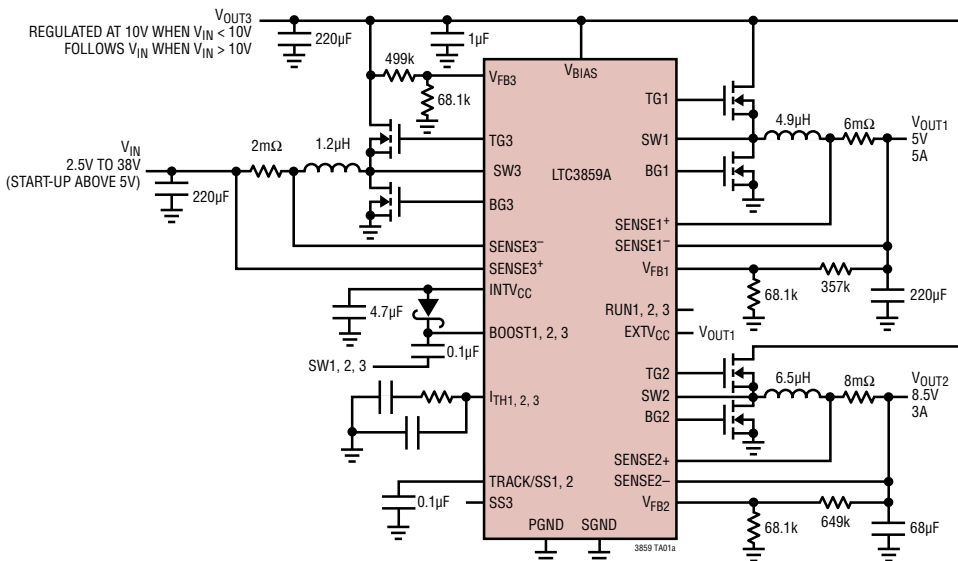 VOUT3
REGULATED AT 10V WHEN VIN < 10V
FOLLOWS VIN WHEN VIN > 10V
220µF
1µF
499k
68.1k
VFB3
VBIAS
TG1
4.9µH
6mΩ
VOUT1
5V
5A
VIN
2.5V TO 38V
(START-UP ABOVE 5V)
220µF
2mΩ
1.2µH
TG3
SW3
BG3
SENSE3–
SENSE3+
LTC3859A
SW1
BG1
SENSE1+
SENSE1–
VFB1
68.1k
357k
220µF
INTVCC
4.7µF
BOOST1, 2, 3
0.1µF
SW1, 2, 3
RUN1, 2, 3
EXTVCC
VOUT1
TG2
6.5µH
8mΩ
VOUT2
8.5V
3A
SW2
BG2
ITH1, 2, 3
SENSE2+
SENSE2–
VFB2
68.1k
649k
68µF
TRACK/SS1, 2
0.1µF
SS3
PGND
SGND
3859 TA01a